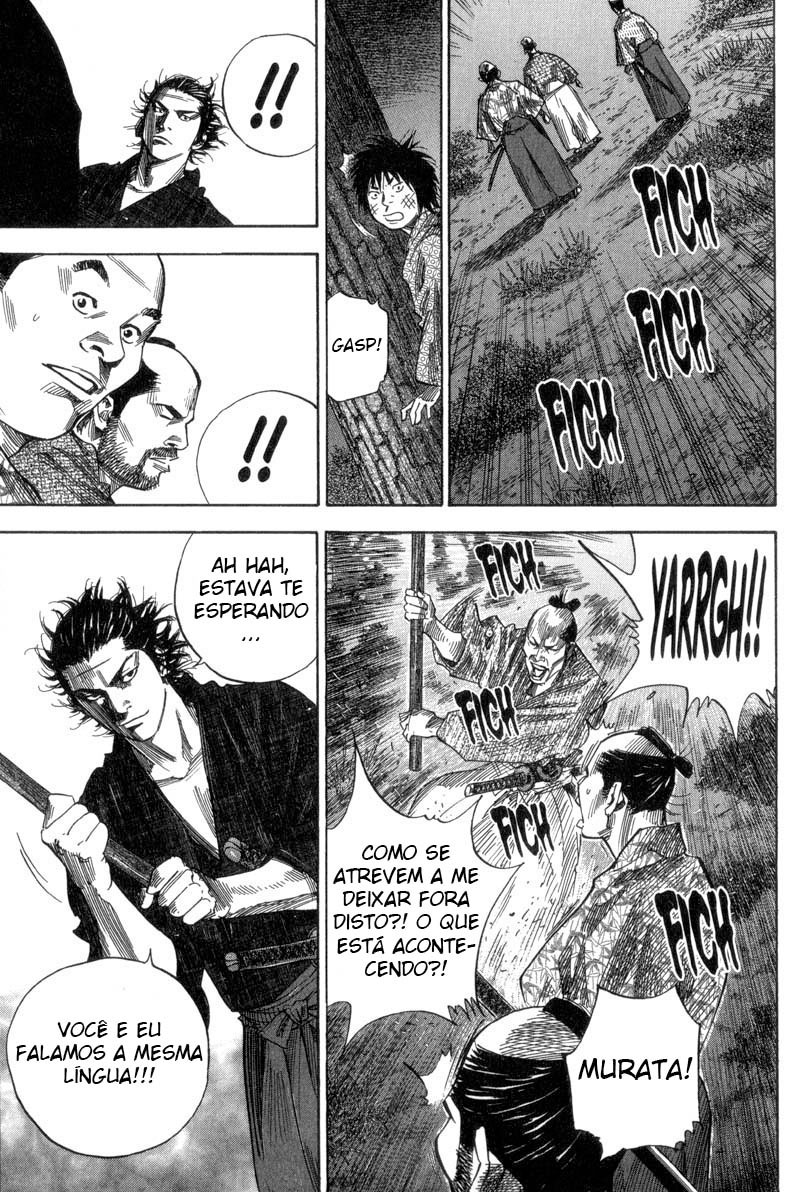 FICH
FICH
FICH
GASP!
!!
!!
YARRGH!!
FICH
FICH
FICH
FICH
COMO SE
ATREVEM A ME
DEIXAR FORA
DISTO?! O QUE
ESTÁ ACONTE-
CENDO?!
MURATA!
AH HAH,
ESTAVA TE
ESPERANDO
...
VOCÊ E EU
FALAMOS A MESMA
LÍNGUA!!!